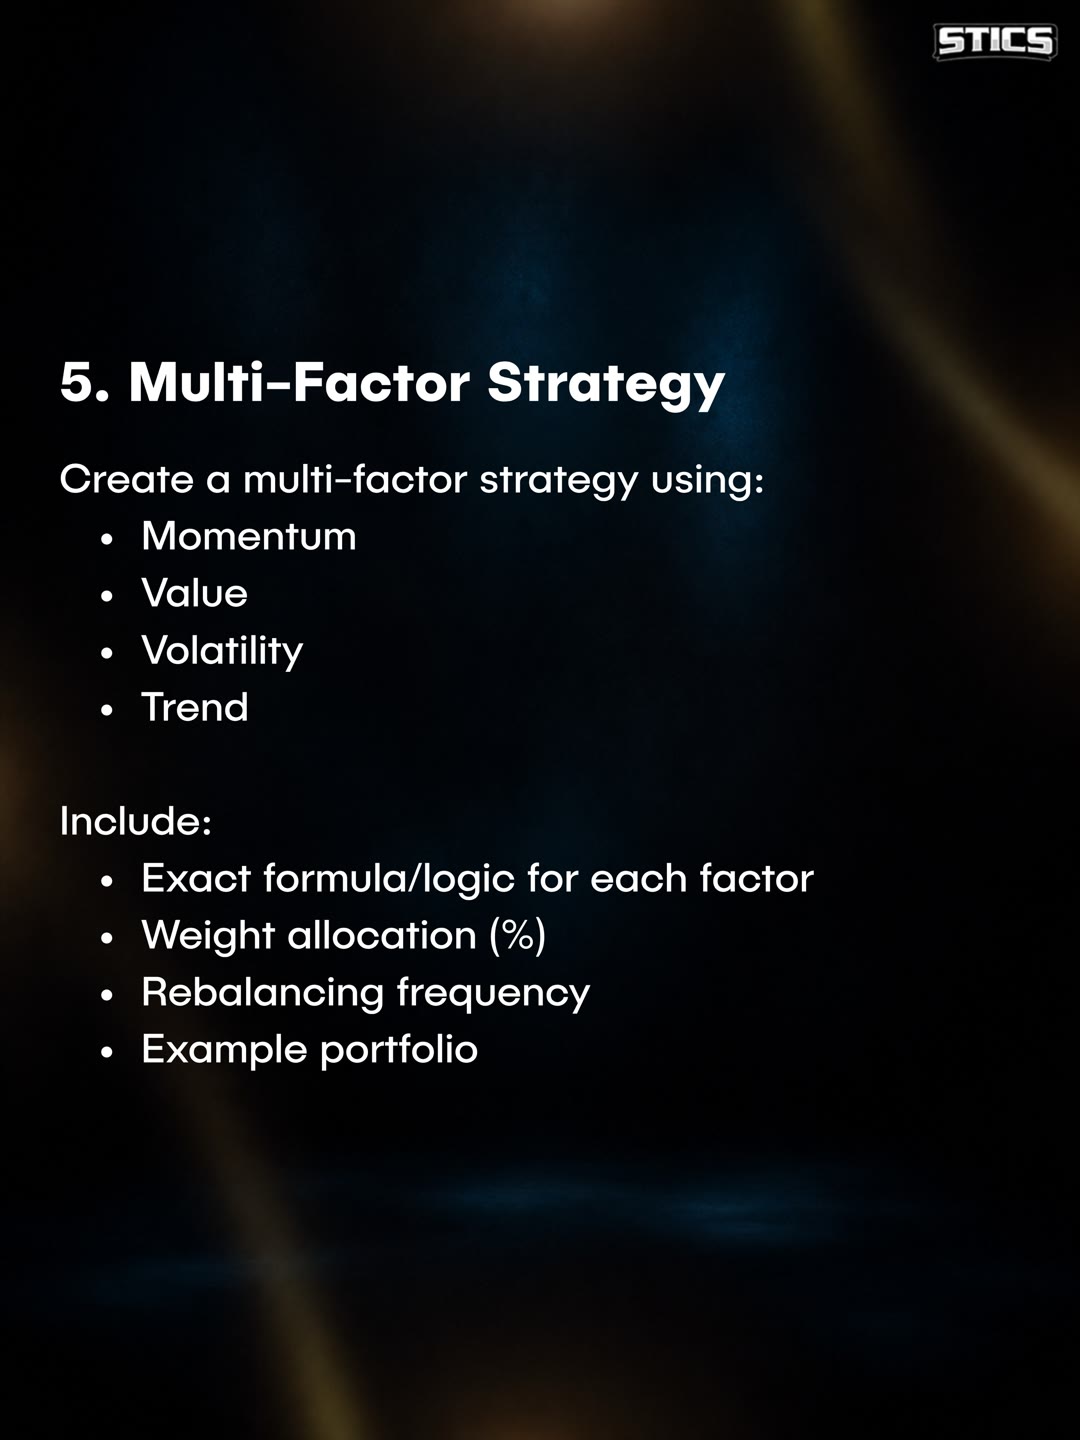 STICS
5. Multi-Factor Strategy
Create a multi-factor strategy using:
• Momentum
• Value
• Volatility
• Trend
Include:
• Exact formula/logic for each factor
• Weight allocation (%)
• Rebalancing frequency
• Example portfolio